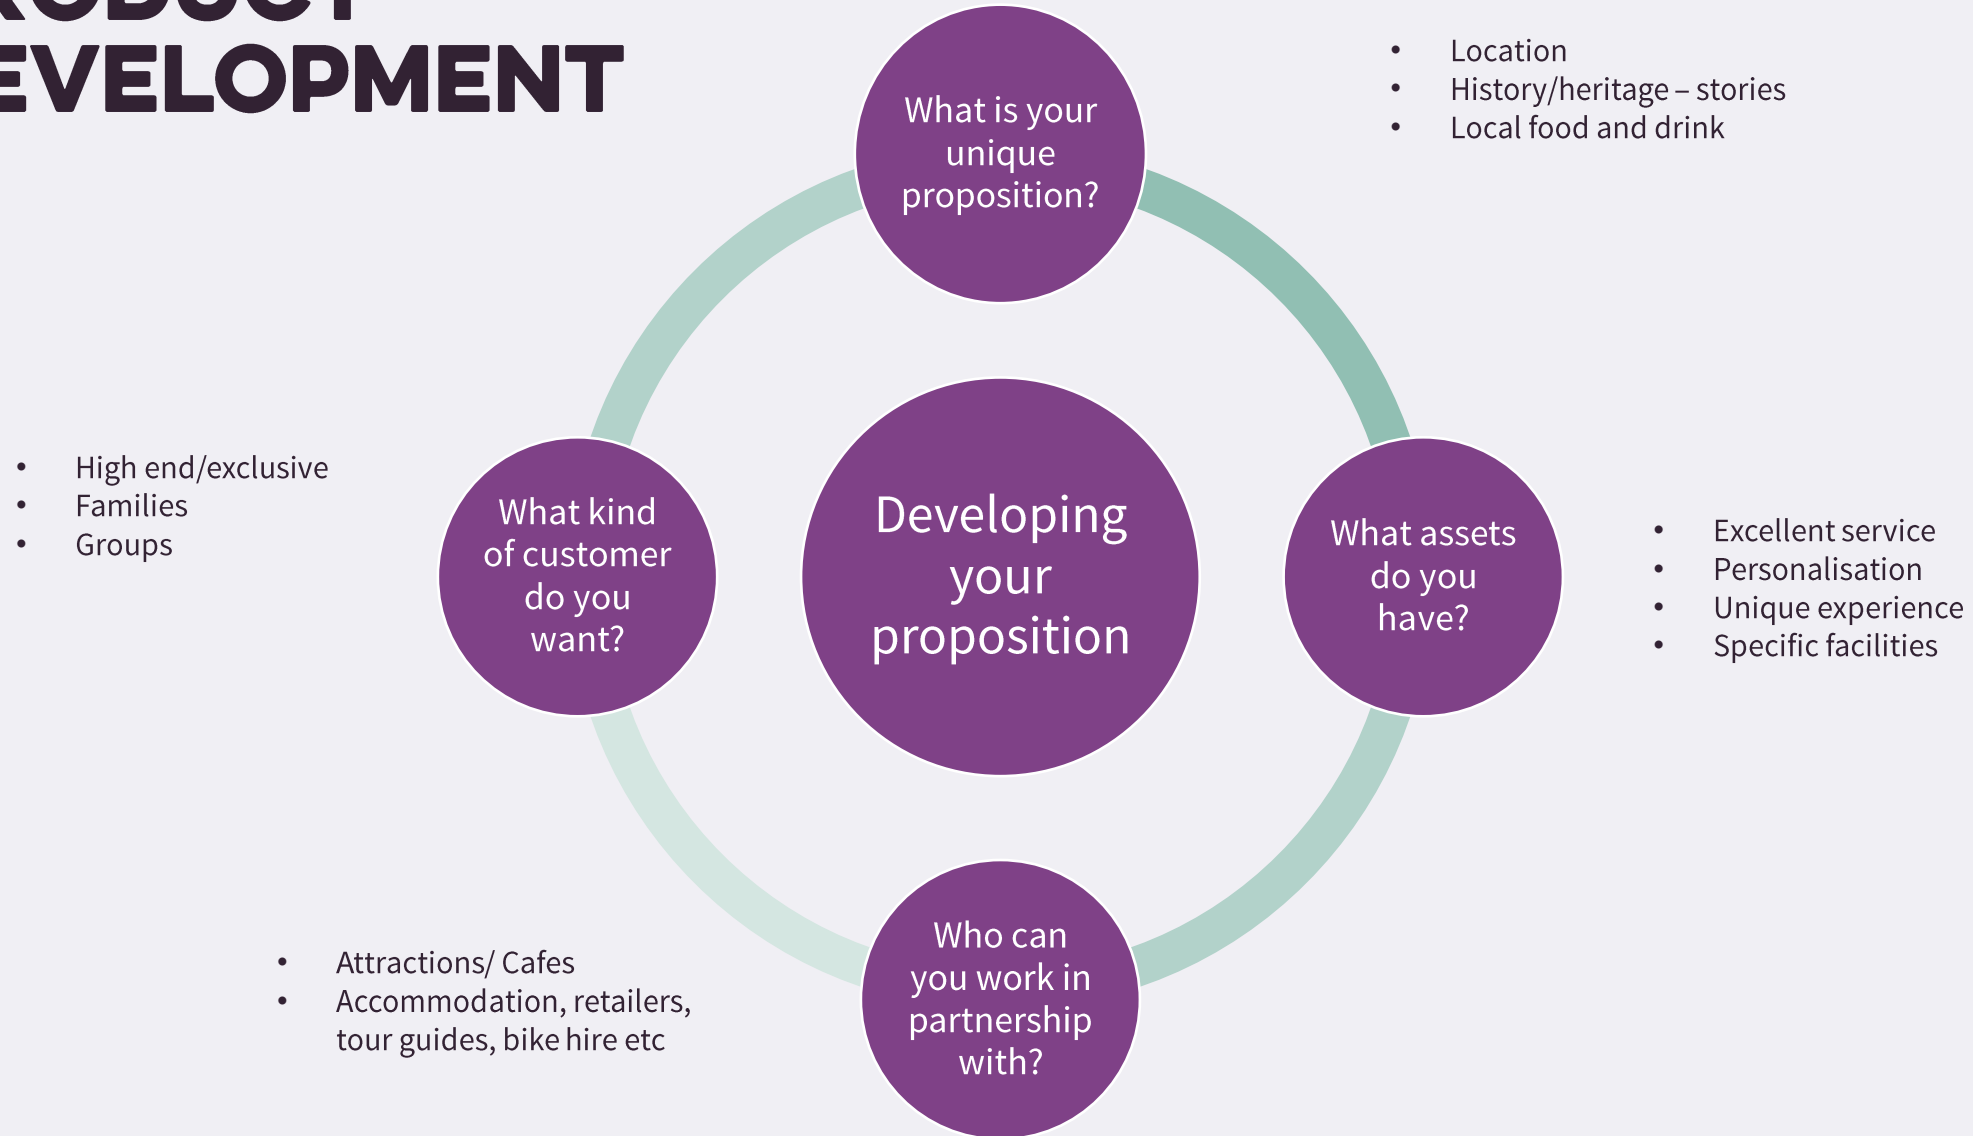 RODUCT
EVELOPMENT
What is your
unique
proposition?
• Location
• History/heritage – stories
• Local food and drink
What assets
do you
have?
• Excellent service
• Personalisation
• Unique experience
• Specific facilities
Developing
your
proposition
What kind
of customer
do you
want?
• High end/exclusive
• Families
• Groups
Who can
you work in
partnership
with?
• Attractions/ Cafes
• Accommodation, retailers,
tour guides, bike hire etc